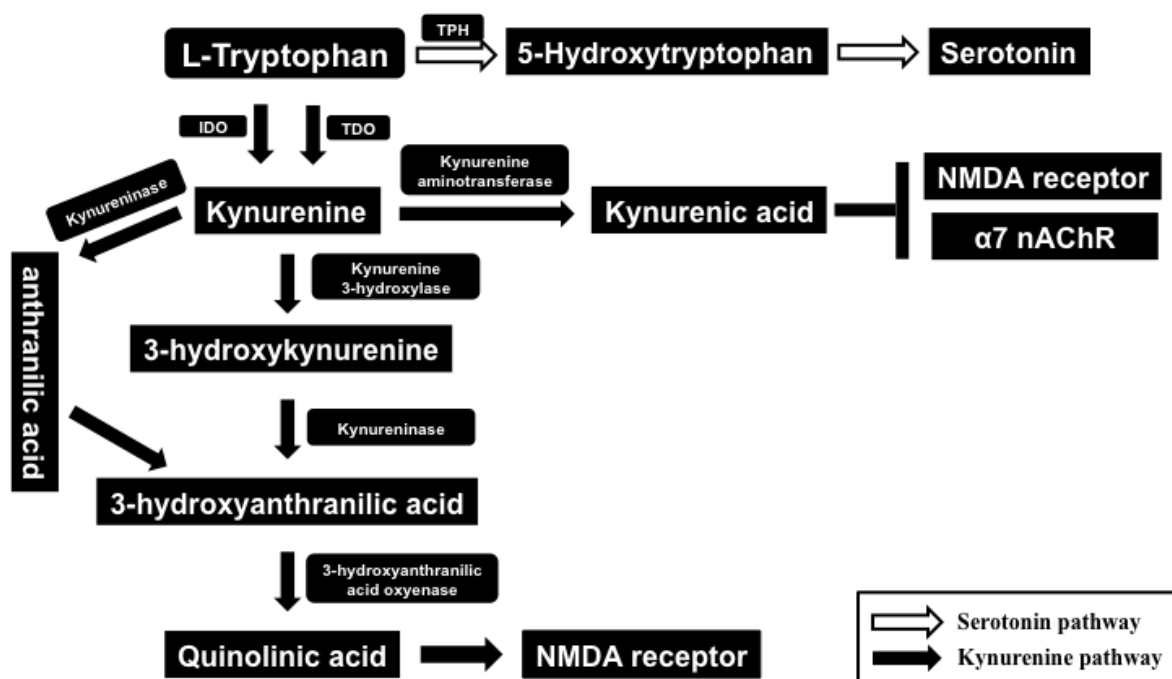 TPH
L-Tryptophan
5-Hydroxytryptophan
Serotonin
IDO
TDO
Kynurenine
aminotransferase
Kynureninase
Kynurenine
Kynurenic acid
NMDA receptor
α7 nAChR
Kynurenine
3-hydroxylase
anthranilic acid
3-hydroxykynurenine
Kynureninase
3-hydroxyanthranilic acid
3-hydroxyanthranilic
acid oxyenase
Quinolinic acid
NMDA receptor
Serotonin pathway
Kynurenine pathway